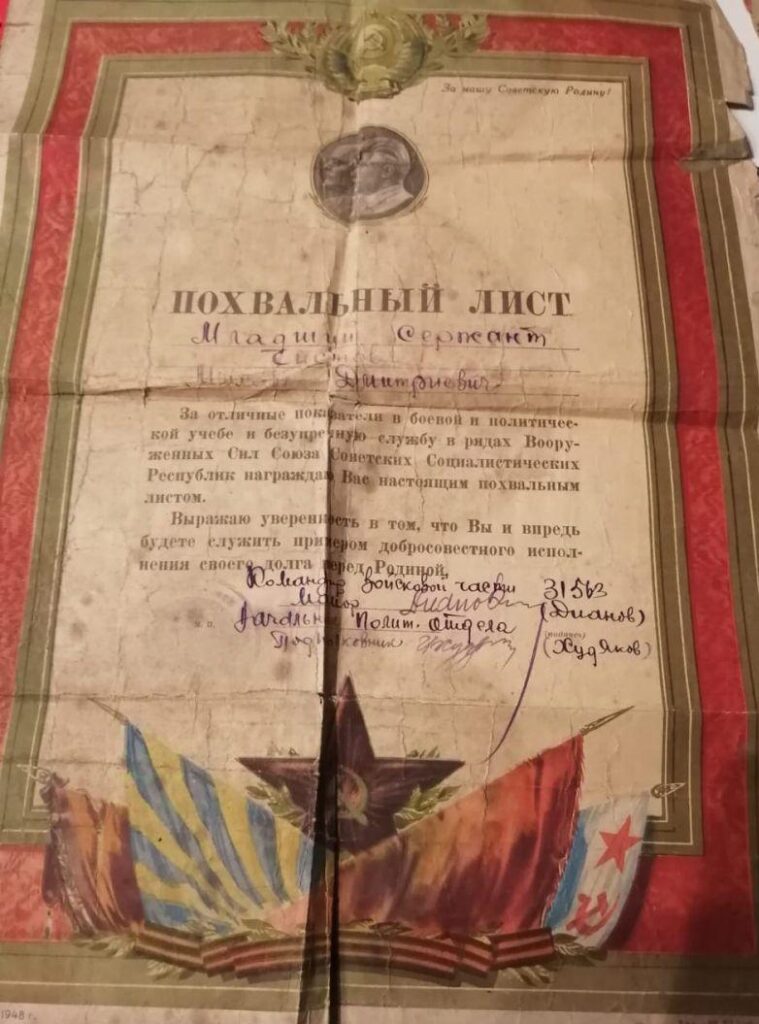 За нашу Советскую Родину!
ПОХВАЛЬНЫЙ ЛИСТ
Младший Сержант
Дмитриевич
За отличные показатели в боевой и политичес-
кой учебе и безупречную службу в рядах Воору-
женных Сил Союза Советских Социалистических
Республик награждаю Вас настоящим похвальным
листом.
Выражаю уверенность в том, что Вы и впредь
будете служить примером добросовестного испол-
нения своего долга перед Родиной.
Командир Войсковой части 31563
Майор (Дианов)
Начальник Полит. отдела
(подпись)
Подполковник (Худяков)
М. П.
1948 г.